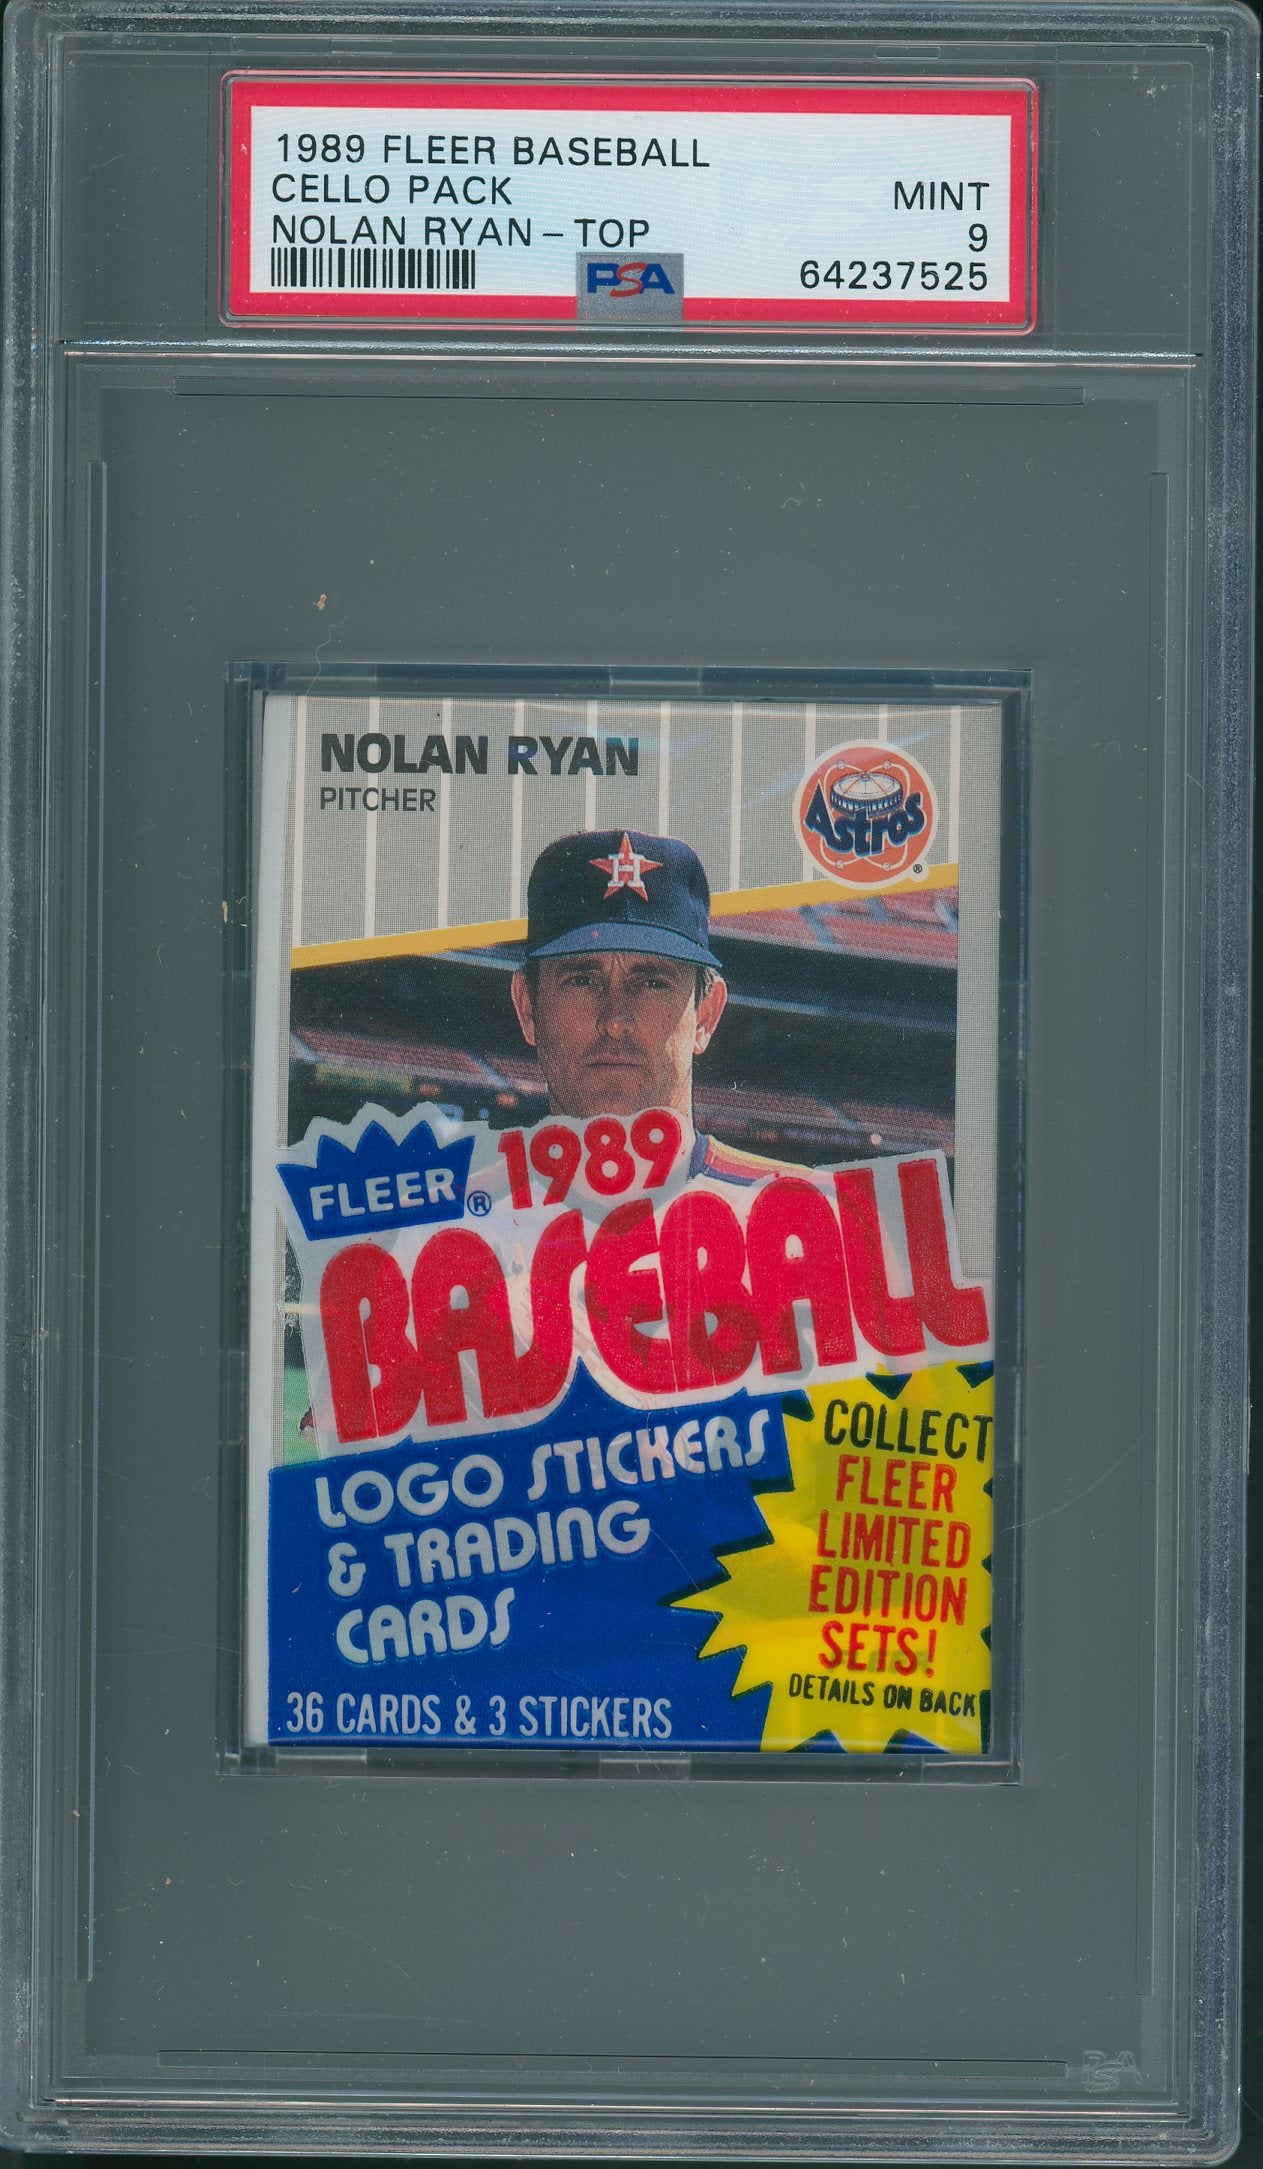 1989 FLEER BASEBALL
CELLO PACK
MINT
NOLAN RYAN - TOP
9
PSA
64237525
NOLAN RYAN
PITCHER
Astros
®
H
FLEER ®
1989
BASEBALL
LOGO STICKERS
& TRADING
CARDS
36 CARDS & 3 STICKERS
COLLECT
FLEER
LIMITED
EDITION
SETS!
DETAILS ON BACK
PSA